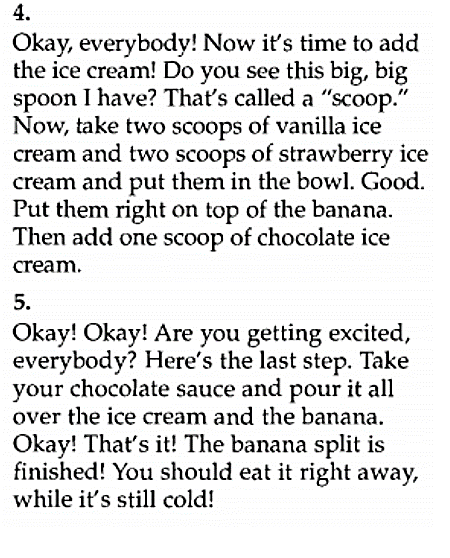 4.
Okay, everybody! Now it's time to add
the ice cream! Do you see this big, big
spoon I have? That's called a "scoop."
Now, take two scoops of vanilla ice
cream and two scoops of strawberry ice
cream and put them in the bowl. Good.
Put them right on top of the banana.
Then add one scoop of chocolate ice
cream.
5.
Okay! Okay! Are you getting excited,
everybody? Here's the last step. Take
your chocolate sauce and pour it all
over the ice cream and the banana.
Okay! That's it! The banana split is
finished! You should eat it right away,
while it's still cold!